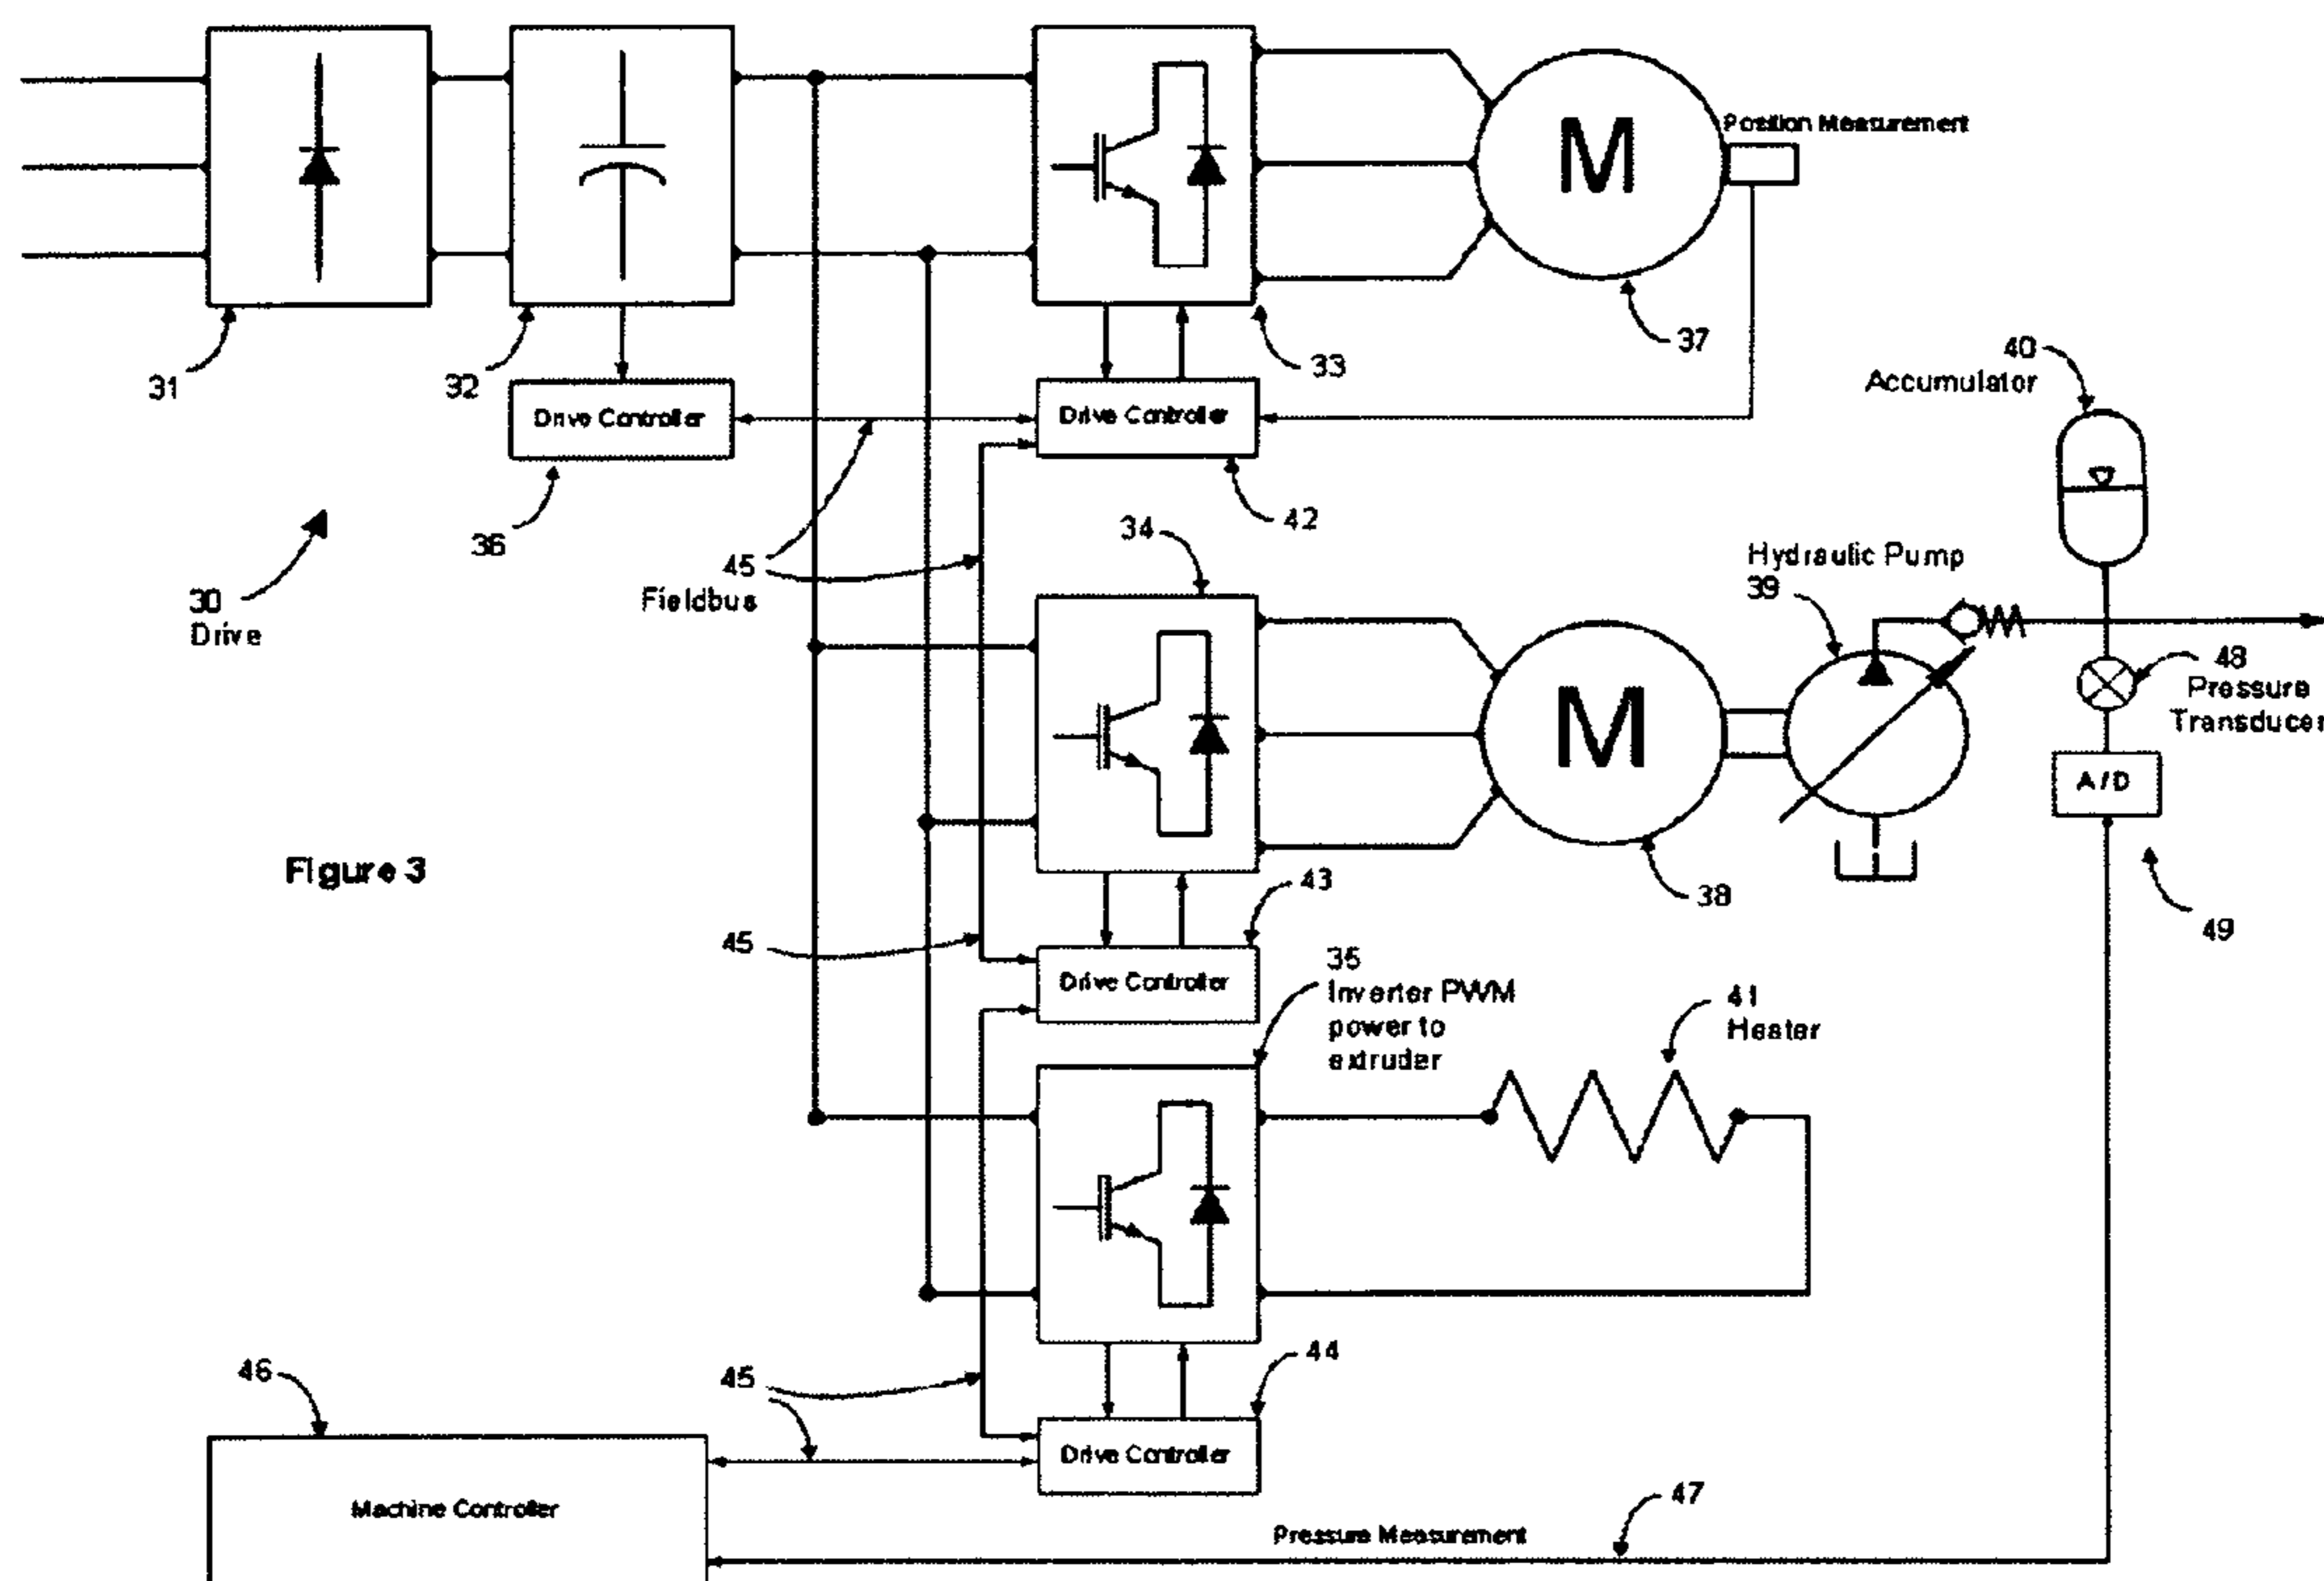 M
Position Measurement
31
32
33
37
40
Accumulator
Drive Controller
Drive Controller
36
42
34
45
Fieldbus
30
Drive
Hydraulic Pump
39
48
Pressure
Transducer
M
A/D
Figure 3
43
38
49
45
Drive Controller
35
Inverter PWM
power to
extruder
41
Heater
46
45
44
Drive Controller
Machine Controller
47
Pressure Measurement